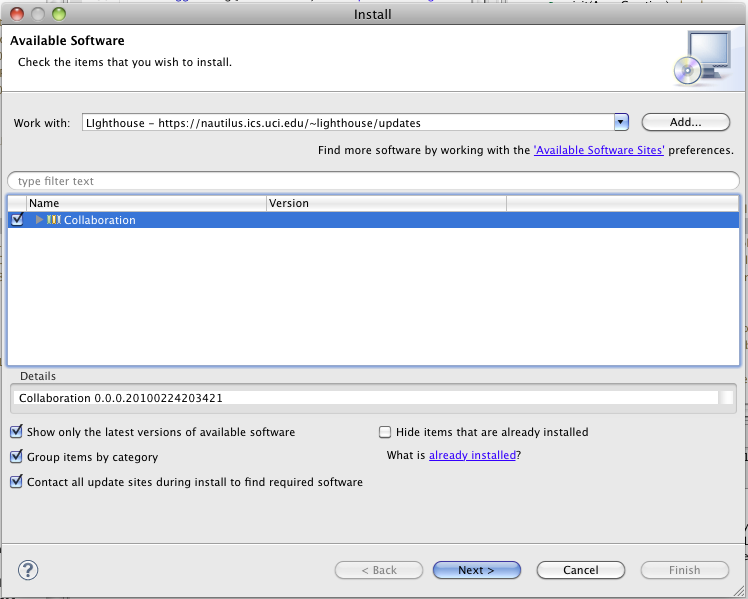 Install
Available Software
Check the items that you wish to install.
Work with: LIghthouse - https://nautilus.ics.uci.edu/~lighthouse/updates Add...
Find more software by working with the 'Available Software Sites' preferences.
type filter text
Name Version
Collaboration
Details
Collaboration 0.0.0.20100224203421
Show only the latest versions of available software Hide items that are already installed
Group items by category What is already installed?
Contact all update sites during install to find required software
? < Back Next > Cancel Finish